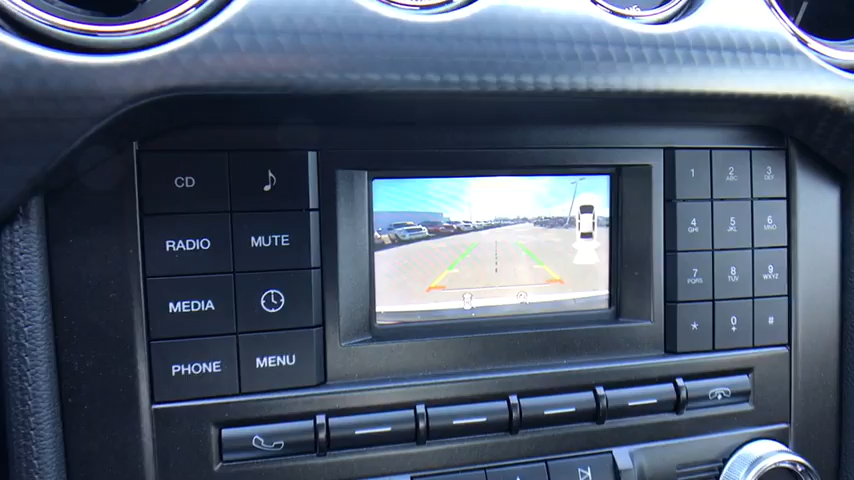 CD
RADIO
MUTE
MEDIA
PHONE
MENU
1
2
ABC
3
DEF
4
GHI
5
JKL
6
MNO
7
PQRS
8
TUV
9
WXYZ
*
0
+
#